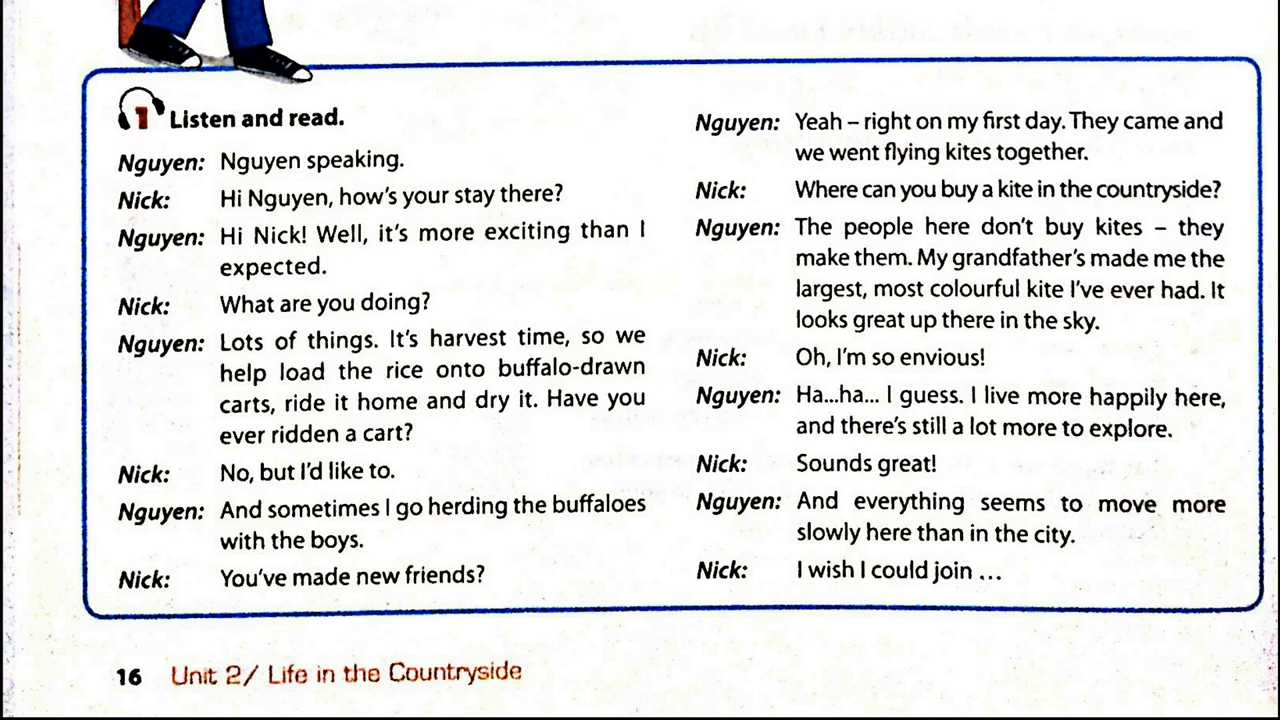 1 Listen and read.
Nguyen: Nguyen speaking.
Nick: Hi Nguyen, how's your stay there?
Nguyen: Hi Nick! Well, it's more exciting than I
expected.
Nick: What are you doing?
Nguyen: Lots of things. It's harvest time, so we
help load the rice onto buffalo-drawn
carts, ride it home and dry it. Have you
ever ridden a cart?
Nick: No, but I'd like to.
Nguyen: And sometimes I go herding the buffaloes
with the boys.
Nick: You've made new friends?
Nguyen: Yeah – right on my first day. They came and
we went flying kites together.
Nick: Where can you buy a kite in the countryside?
Nguyen: The people here don't buy kites – they
make them. My grandfather's made me the
largest, most colourful kite I've ever had. It
looks great up there in the sky.
Nick: Oh, I'm so envious!
Nguyen: Ha...ha... I guess. I live more happily here,
and there's still a lot more to explore.
Nick: Sounds great!
Nguyen: And everything seems to move more
slowly here than in the city.
Nick: I wish I could join ...
16 Unit 2/ Life in the Countryside